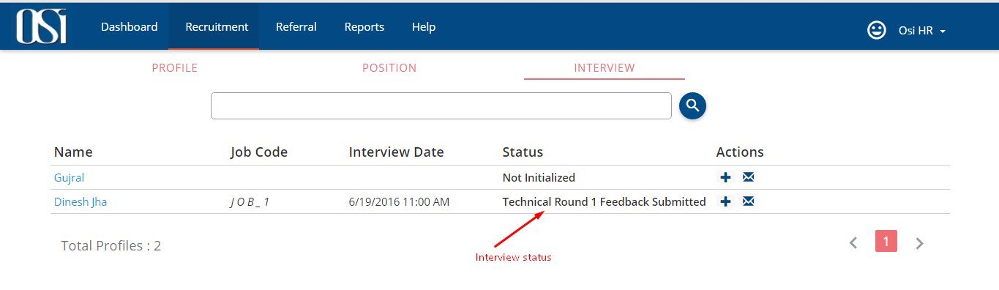 OSi Dashboard Recruitment Referral Reports Help Osi HR
PROFILE POSITION INTERVIEW
Name Job Code Interview Date Status Actions
Gujral Not Initialized
Dinesh Jha JOB_1 6/19/2016 11:00 AM Technical Round 1 Feedback Submitted
Total Profiles : 2 1
Interview status